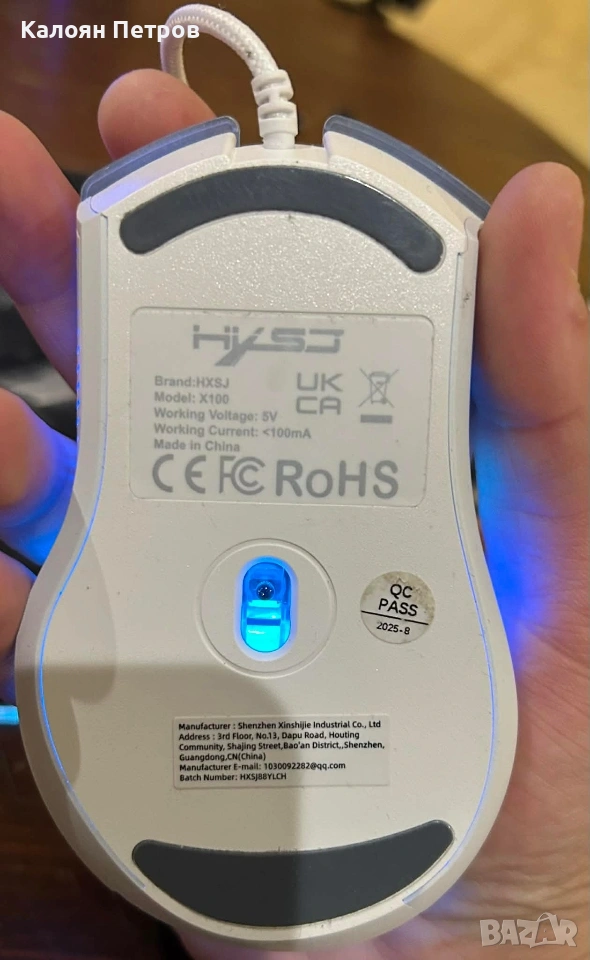 Калоян Петров
HXSJ
Brand:HXSJ
Model: X100
Working Voltage: 5V
Working Current: <100mA
Made in China
UK
CA
CE FC RoHS
QC
PASS
2025-8
Manufacturer : Shenzhen Xinshijie Industrial Co., Ltd
Address : 3rd Floor, No.13, Dapu Road, Houting
Community, Shajing Street,Bao'an District,,Shenzhen,
Guangdong,CN(China)
Manufacturer E-mail: 1030092282@qq.com
Batch Number: HXSJ88YLCH
BAZAR